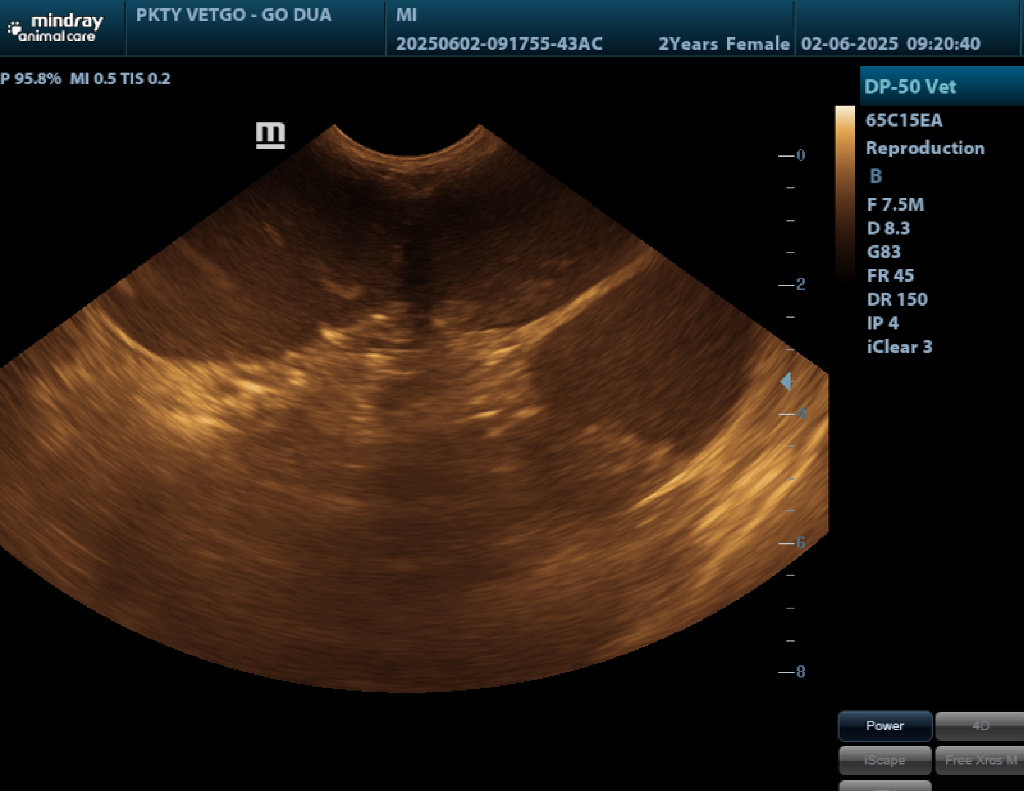 mindray
animal care
PKTY VETGO - GO DUA
MI
20250602-091755-43AC
2Years Female
02-06-2025 09:20:40
P 95.8% MI 0.5 TIS 0.2
DP-50 Vet
m
65C15EA
Reproduction
B
F 7.5M
D 8.3
G83
FR 45
DR 150
IP 4
iClear 3
0
2
4
6
8
Power
4D
iScape
Free Xros M